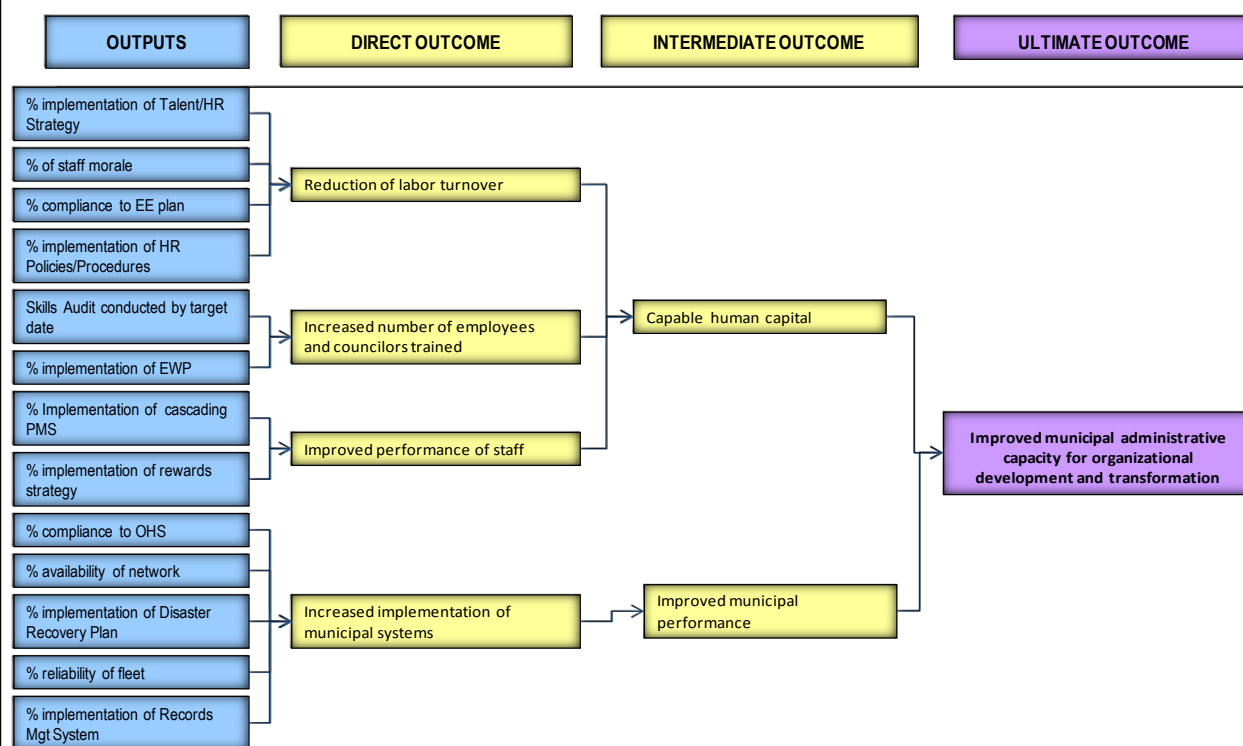 OUTPUTS
DIRECT OUTCOME
INTERMEDIATE OUTCOME
ULTIMATE OUTCOME
% implementation of Talent/HR
Strategy
% of staff morale
% compliance to EE plan
% implementation of HR
Policies/Procedures
Skills Audit conducted by target
date
% implementation of EWP
% Implementation of cascading
PMS
% implementation of rewards
strategy
% compliance to OHS
% availability of network
% implementation of Disaster
Recovery Plan
% reliability of fleet
% implementation of Records
Mgt System
Reduction of labor turnover
Increased number of employees
and councilors trained
Improved performance of staff
Increased implementation of
municipal systems
Capable human capital
Improved municipal
performance
Improved municipal administrative
capacity for organizational
development and transformation